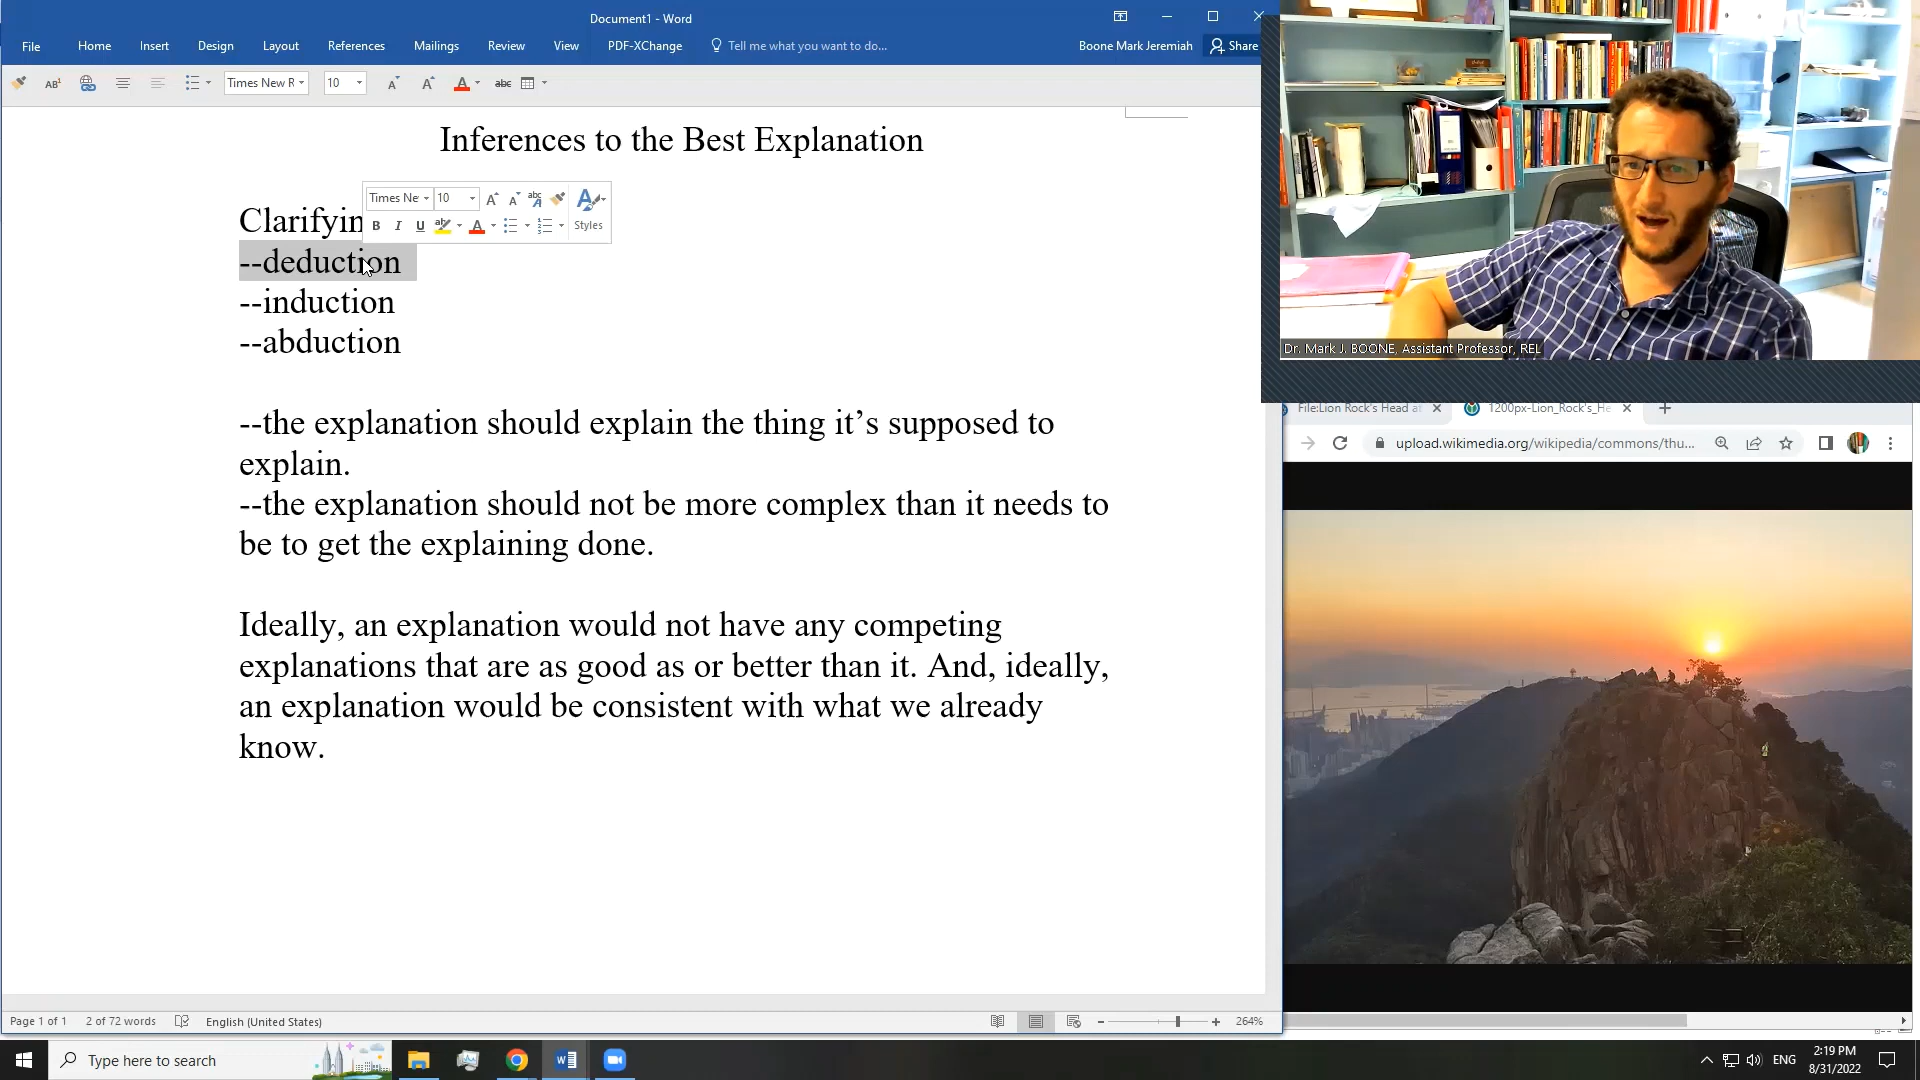 Document1 - Word
File Home Insert Design Layout References Mailings Review View PDF-XChange Tell me what you want to do... Boone Mark Jeremiah Share
Times New R 10
Inferences to the Best Explanation
Times Ne 10
B I U Styles
Clarifyin
--deduction
--induction
--abduction
--the explanation should explain the thing it’s supposed to
explain.
--the explanation should not be more complex than it needs to
be to get the explaining done.
Ideally, an explanation would not have any competing
explanations that are as good as or better than it. And, ideally,
an explanation would be consistent with what we already
know.
Page 1 of 1 2 of 72 words English (United States) 264%
Dr. Mark J. BOONE, Assistant Professor, REL
File:Lion Rock's Head at 1200px-Lion_Rock's_He
upload.wikimedia.org/wikipedia/commons/thu...
Type here to search
ENG
2:19 PM
8/31/2022